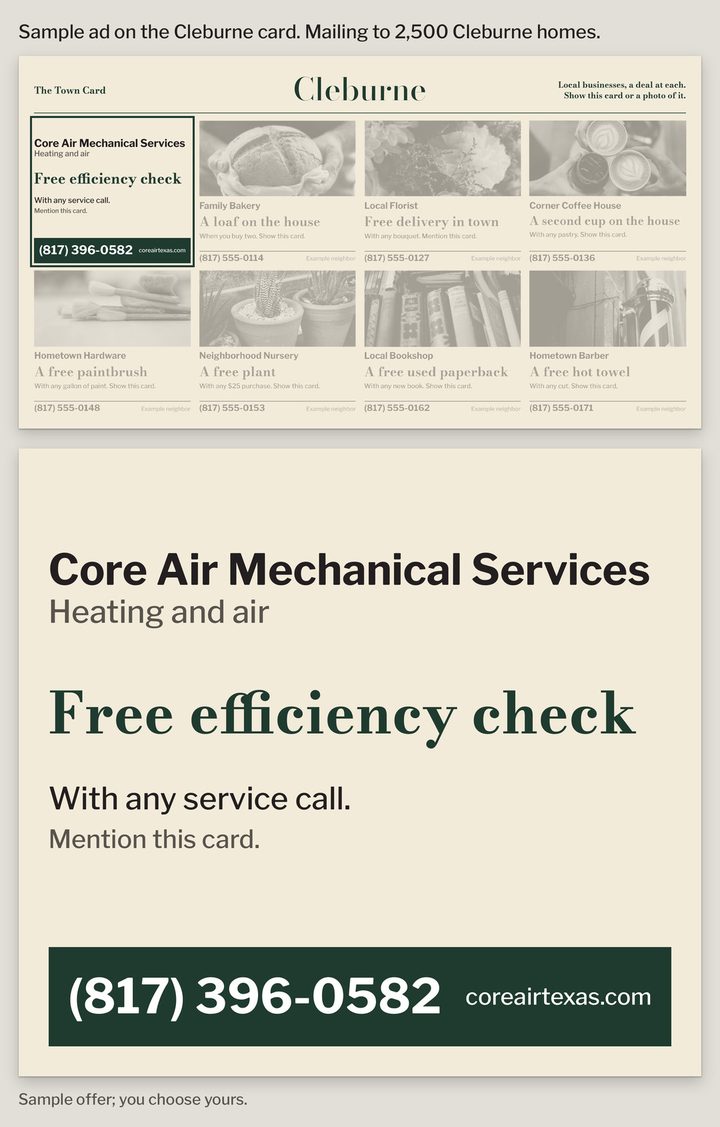 Sample ad on the Cleburne card. Mailing to 2,500 Cleburne homes.
The Town Card
Cleburne
Local businesses, a deal at each.
Show this card or a photo of it.
Core Air Mechanical Services
Heating and air
Free efficiency check
With any service call.
Mention this card.
(817) 396-0582 coreairtexas.com
Family Bakery
A loaf on the house
When you buy two. Show this card.
(817) 555-0114 Example neighbor
Local Florist
Free delivery in town
With any bouquet. Mention this card.
(817) 555-0127 Example neighbor
Corner Coffee House
A second cup on the house
With any pastry. Show this card.
(817) 555-0136 Example neighbor
Hometown Hardware
A free paintbrush
With any gallon of paint. Show this card.
(817) 555-0148 Example neighbor
Neighborhood Nursery
A free plant
With any $25 purchase. Show this card.
(817) 555-0153 Example neighbor
Local Bookshop
A free used paperback
With any new book. Show this card.
(817) 555-0162 Example neighbor
Hometown Barber
A free hot towel
With any cut. Show this card.
(817) 555-0171 Example neighbor
Core Air Mechanical Services
Heating and air
Free efficiency check
With any service call.
Mention this card.
(817) 396-0582 coreairtexas.com
Sample offer; you choose yours.